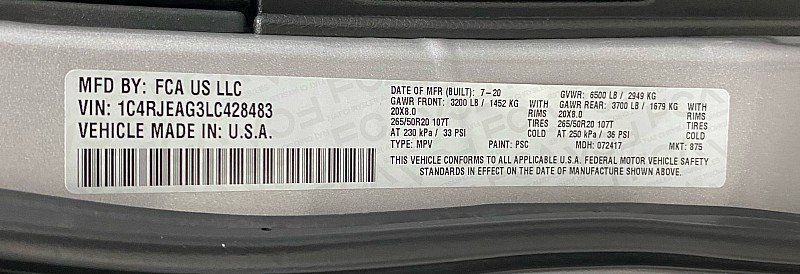 MFD BY: FCA US LLC
VIN: 1C4RJEAG3LC428483
VEHICLE MADE IN: U.S.A.
DATE OF MFR (BUILT): 7-20 GVWR: 6500 LB / 2949 KG
GAWR FRONT: 3200 LB / 1452 KG WITH GAWR REAR: 3700 LB / 1679 KG WITH
20X8.0 RIMS 20X8.0 RIMS
265/50R20 107T TIRES 265/50R20 107T TIRES
AT 230 kPa / 33 PSI COLD AT 250 kPa / 36 PSI COLD
TYPE: MPV PAINT: PSC MDH: 072417 MKT: 875
THIS VEHICLE CONFORMS TO ALL APPLICABLE U.S.A. FEDERAL MOTOR VEHICLE SAFETY
STANDARDS IN EFFECT ON THE DATE OF MANUFACTURE SHOWN ABOVE.